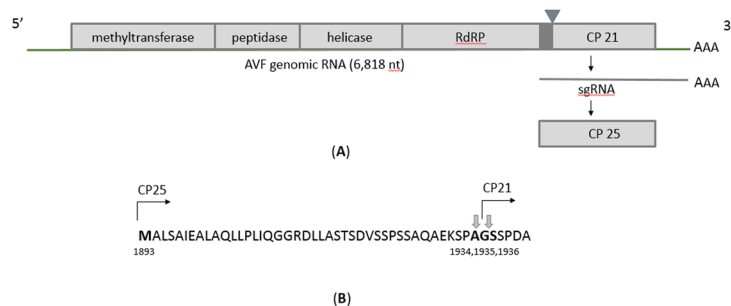 5’
3
methyltransferase peptidase helicase RdRP CP 21
AAA
AVF genomic RNA (6,818 nt)
AAA
sgRNA
CP 25
(A)
CP25 CP21
MALSAIEALAQLLPLIQGGRDLLASTSDVSSPSSAQAEKSPAGSSPDA
1893 1934,1935,1936
(B)